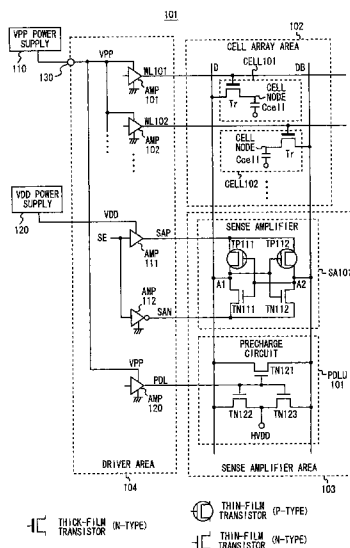 101
VPP POWER
SUPPLY
110
130
VPP
WL101
AMP
101
WL102
AMP
102
102
CELL ARRAY AREA
D
DB
CELL101
CELL
NODE
Tr
Ccell
CELL
NODE
Ccell
Tr
CELL102
VDD POWER
SUPPLY
120
VDD
SE
SAP
AMP
111
AMP
112
SAN
SENSE AMPLIFIER
TP111
TP112
A1
A2
TN111
TN112
SA101
VPP
PDL
AMP
120
PRECHARGE
CIRCUIT
TN121
TN122
TN123
HVDD
PDLU
101
DRIVER AREA
104
SENSE AMPLIFIER AREA
103
THICK-FILM
TRANSISTOR (N-TYPE)
THIN-FILM
TRANSISTOR (P-TYPE)
THIN-FILM
TRANSISTOR (N-TYPE)